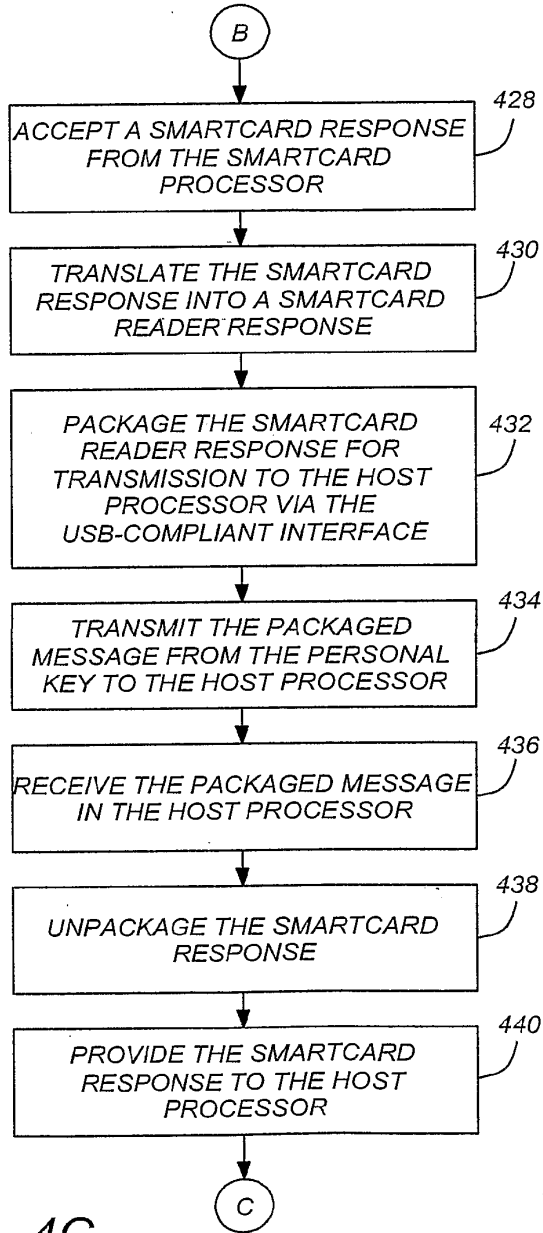 B
428
ACCEPT A SMARTCARD RESPONSE
FROM THE SMARTCARD
PROCESSOR
430
TRANSLATE THE SMARTCARD
RESPONSE INTO A SMARTCARD
READER RESPONSE
432
PACKAGE THE SMARTCARD
READER RESPONSE FOR
TRANSMISSION TO THE HOST
PROCESSOR VIA THE
USB-COMPLIANT INTERFACE
434
TRANSMIT THE PACKAGED
MESSAGE FROM THE PERSONAL
KEY TO THE HOST PROCESSOR
436
RECEIVE THE PACKAGED MESSAGE
IN THE HOST PROCESSOR
438
UNPACKAGE THE SMARTCARD
RESPONSE
440
PROVIDE THE SMARTCARD
RESPONSE TO THE HOST
PROCESSOR
C
4C